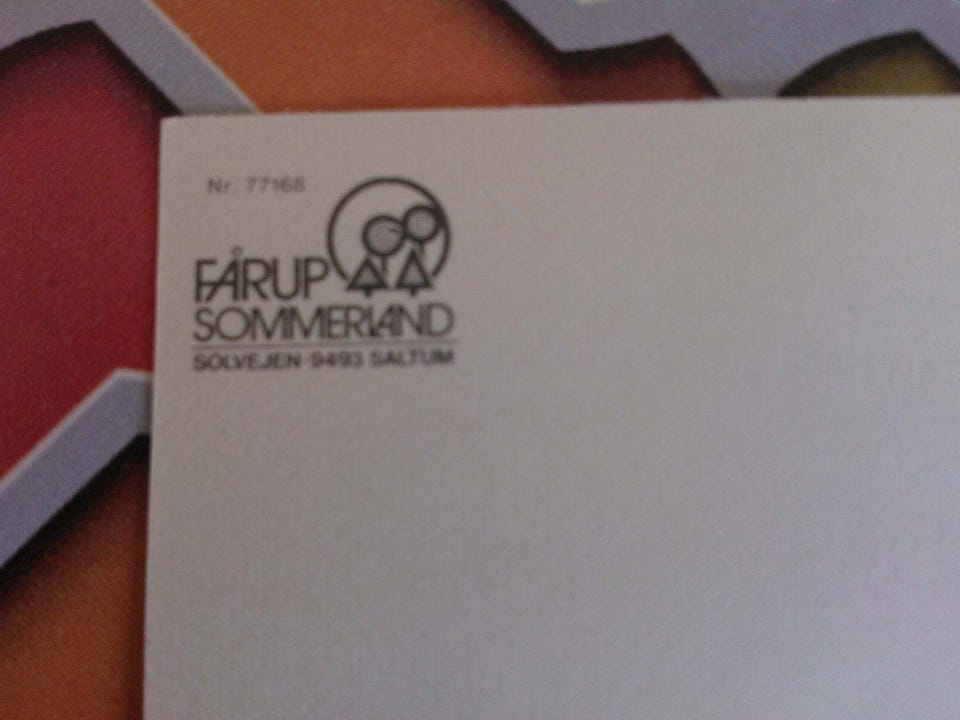 Nr. 77168
FÅRUP
SOMMERLAND
SOLVEJEN · 9493 SALTUM